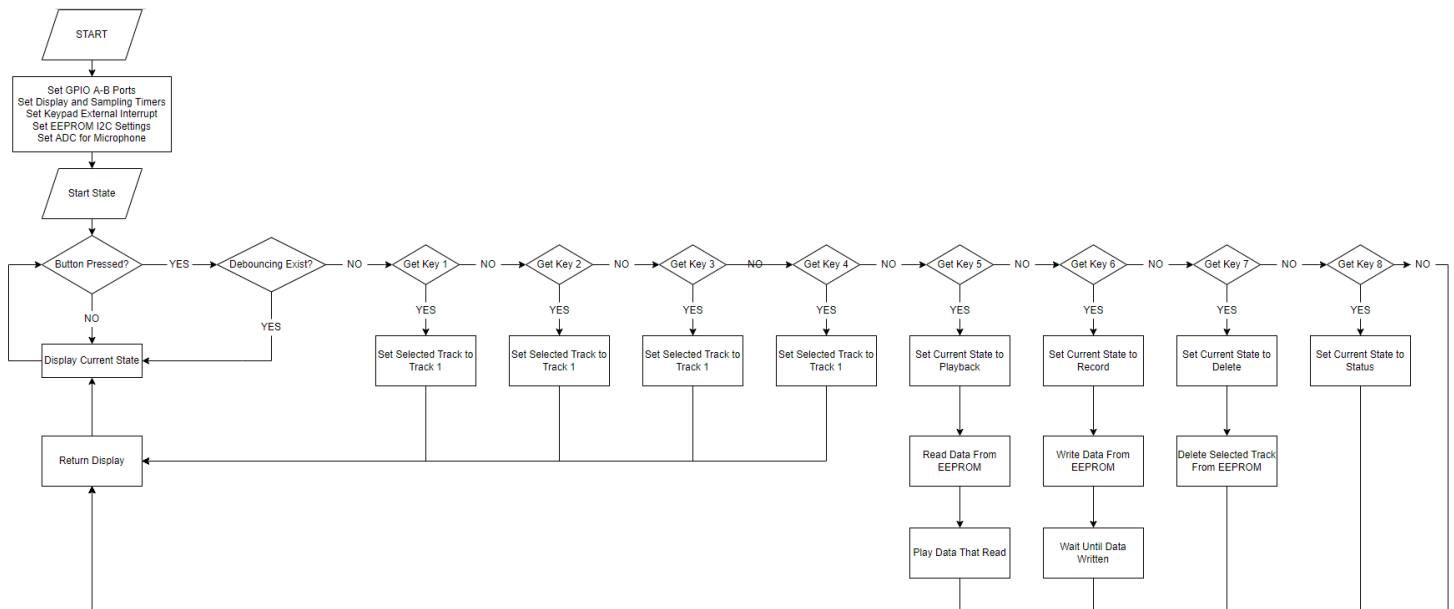 START
Set GPIO A-B Ports
Set Display and Sampling Timers
Set Keypad External Interrupt
Set EEPROM I2C Settings
Set ADC for Microphone
Start State
Button Pressed?
YES
Debouncing Exist?
NO
Get Key 1
NO
Get Key 2
NO
Get Key 3
NO
Get Key 4
NO
Get Key 5
NO
Get Key 6
NO
Get Key 7
NO
Get Key 8
NO
NO
YES
YES
YES
YES
YES
YES
YES
YES
YES
Display Current State
Set Selected Track to
Track 1
Set Selected Track to
Track 1
Set Selected Track to
Track 1
Set Selected Track to
Track 1
Set Current State to
Playback
Set Current State to
Record
Set Current State to
Delete
Set Current State to
Status
Return Display
Read Data From
EEPROM
Write Data From
EEPROM
Delete Selected Track
From EEPROM
Play Data That Read
Wait Until Data
Written